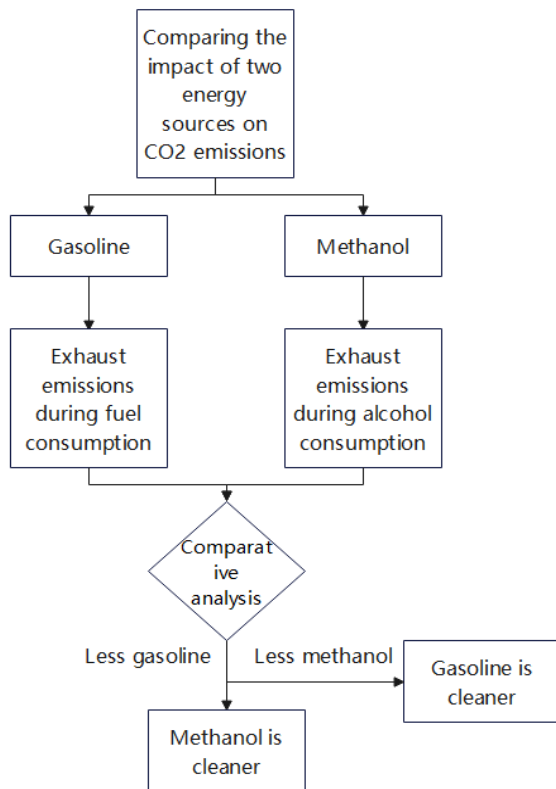 Comparing the
impact of two
energy
sources on
CO2 emissions
Gasoline
Methanol
Exhaust
emissions
during fuel
consumption
Exhaust
emissions
during alcohol
consumption
Comparat
ive
analysis
Less gasoline
Less methanol
Gasoline is
cleaner
Methanol is
cleaner